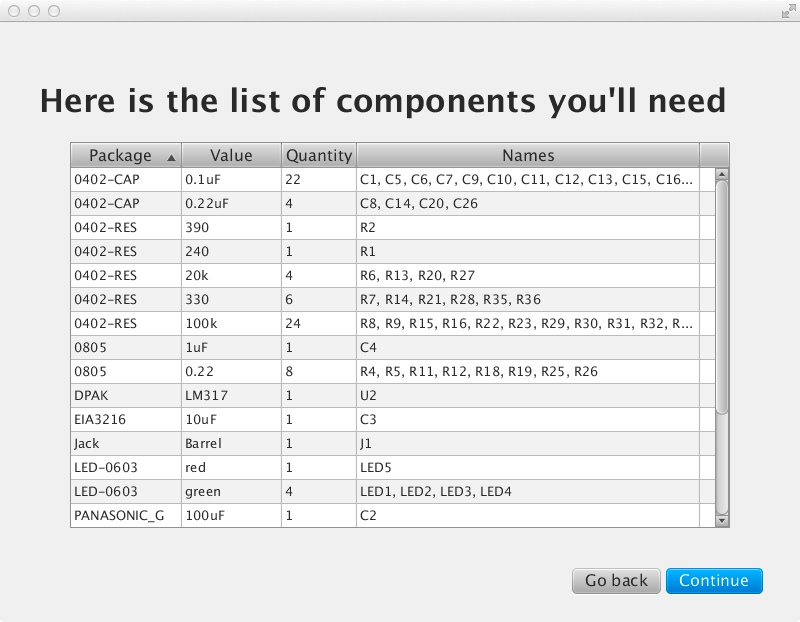 Here is the list of components you'll need
Package Value Quantity Names
0402-CAP 0.1uF 22 C1, C5, C6, C7, C9, C10, C11, C12, C13, C15, C16...
0402-CAP 0.22uF 4 C8, C14, C20, C26
0402-RES 390 1 R2
0402-RES 240 1 R1
0402-RES 20k 4 R6, R13, R20, R27
0402-RES 330 6 R7, R14, R21, R28, R35, R36
0402-RES 100k 24 R8, R9, R15, R16, R22, R23, R29, R30, R31, R32, R...
0805 1uF 1 C4
0805 0.22 8 R4, R5, R11, R12, R18, R19, R25, R26
DPAK LM317 1 U2
EIA3216 10uF 1 C3
Jack Barrel 1 J1
LED-0603 red 1 LED5
LED-0603 green 4 LED1, LED2, LED3, LED4
PANASONIC_G 100uF 1 C2
Go back Continue